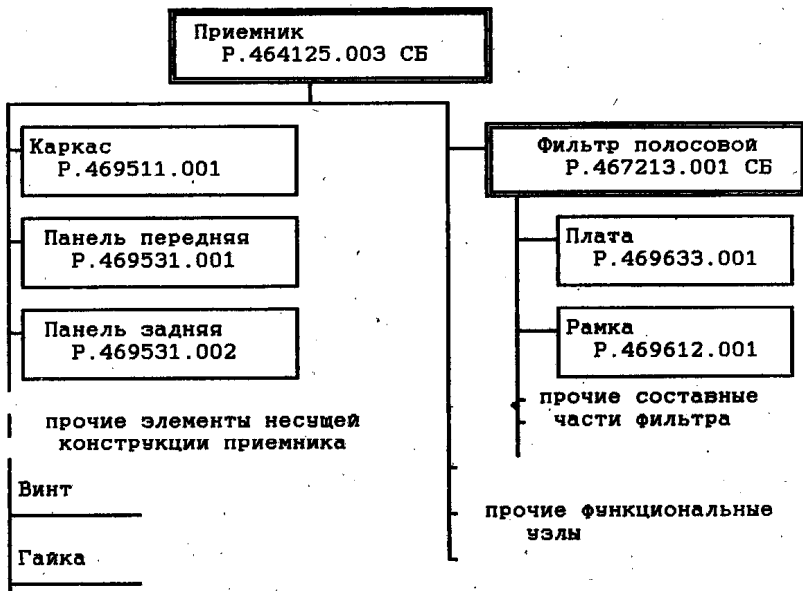 Приемник
Р.464125.003 СБ
Каркас
Р.469511.001
Панель передняя
Р.469531.001
Панель задняя
Р.469531.002
прочие элементы несущей
конструкции приемника
Винт
Гайка
Фильтр полосовой
Р.467213.001 СБ
Плата
Р.469633.001
Рамка
Р.469612.001
прочие составные
части фильтра
прочие функциональные
узлы